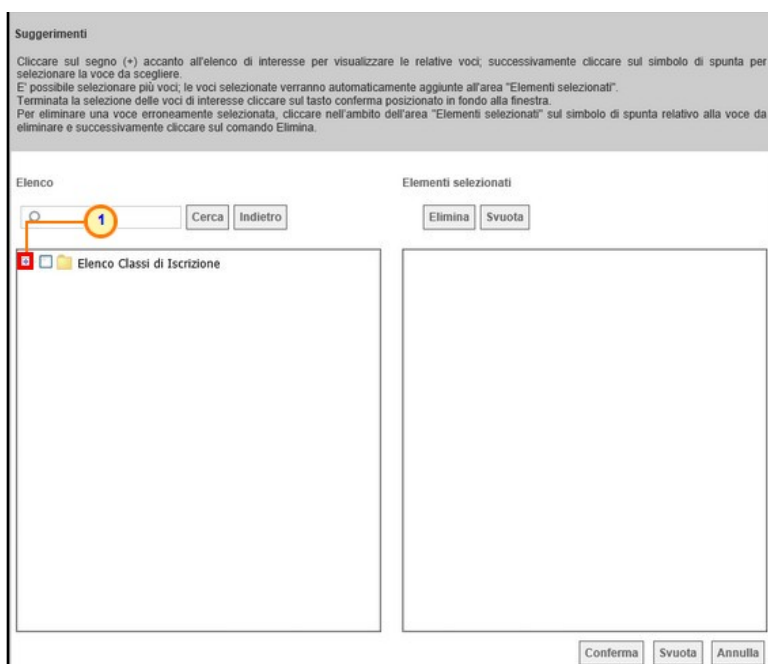 Suggerimenti
Cliccare sul segno (+) accanto all'elenco di interesse per visualizzare le relative voci; successivamente cliccare sul simbolo di spunta per
selezionare la voce da scegliere.
E' possibile selezionare più voci; le voci selezionate verranno automaticamente aggiunte all'area "Elementi selezionati".
Terminata la selezione delle voci di interesse cliccare sul tasto conferma posizionato in fondo alla finestra.
Per eliminare una voce erroneamente selezionata, cliccare nell'ambito dell'area "Elementi selezionati" sul simbolo di spunta relativo alla voce da
eliminare e successivamente cliccare sul comando Elimina.
Elenco
Elementi selezionati
1
Cerca
Indietro
Elimina
Svuota
Elenco Classi di Iscrizione
Conferma
Svuota
Annulla